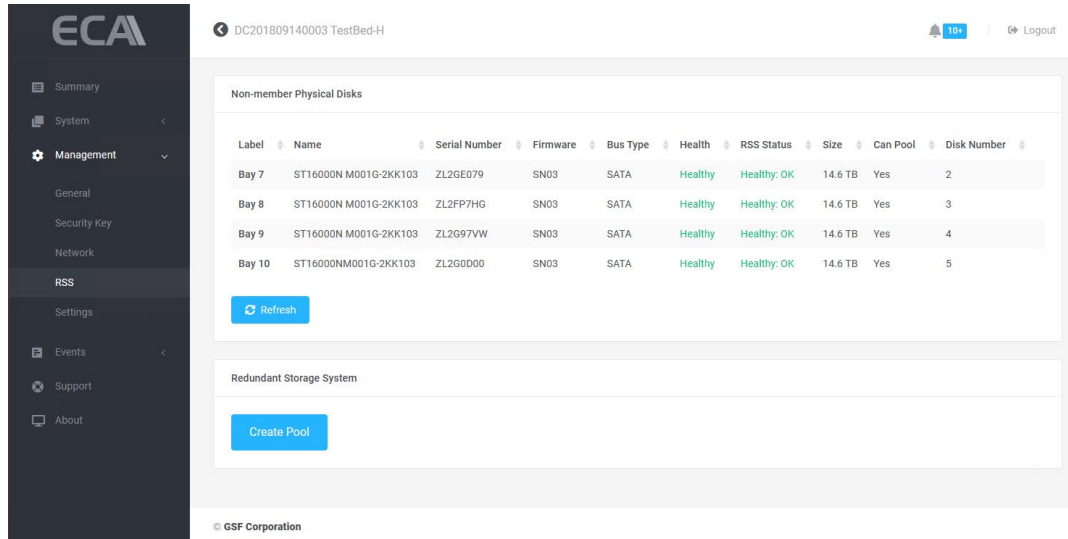 ECA
DC201809140003 TestBed-H
10+
Logout
Summary
System
Management
General
Security Key
Network
RSS
Settings
Events
Support
About
Non-member Physical Disks
Label Name Serial Number Firmware Bus Type Health RSS Status Size Can Pool Disk Number
Bay 7 ST16000N M001G-2KK103 ZL2GE079 SN03 SATA Healthy Healthy: OK 14.6 TB Yes 2
Bay 8 ST16000N M001G-2KK103 ZL2FP7HG SN03 SATA Healthy Healthy: OK 14.6 TB Yes 3
Bay 9 ST16000N M001G-2KK103 ZL2G97VW SN03 SATA Healthy Healthy: OK 14.6 TB Yes 4
Bay 10 ST16000NM001G-2KK103 ZL2G0D00 SN03 SATA Healthy Healthy: OK 14.6 TB Yes 5
Refresh
Redundant Storage System
Create Pool
© GSF Corporation